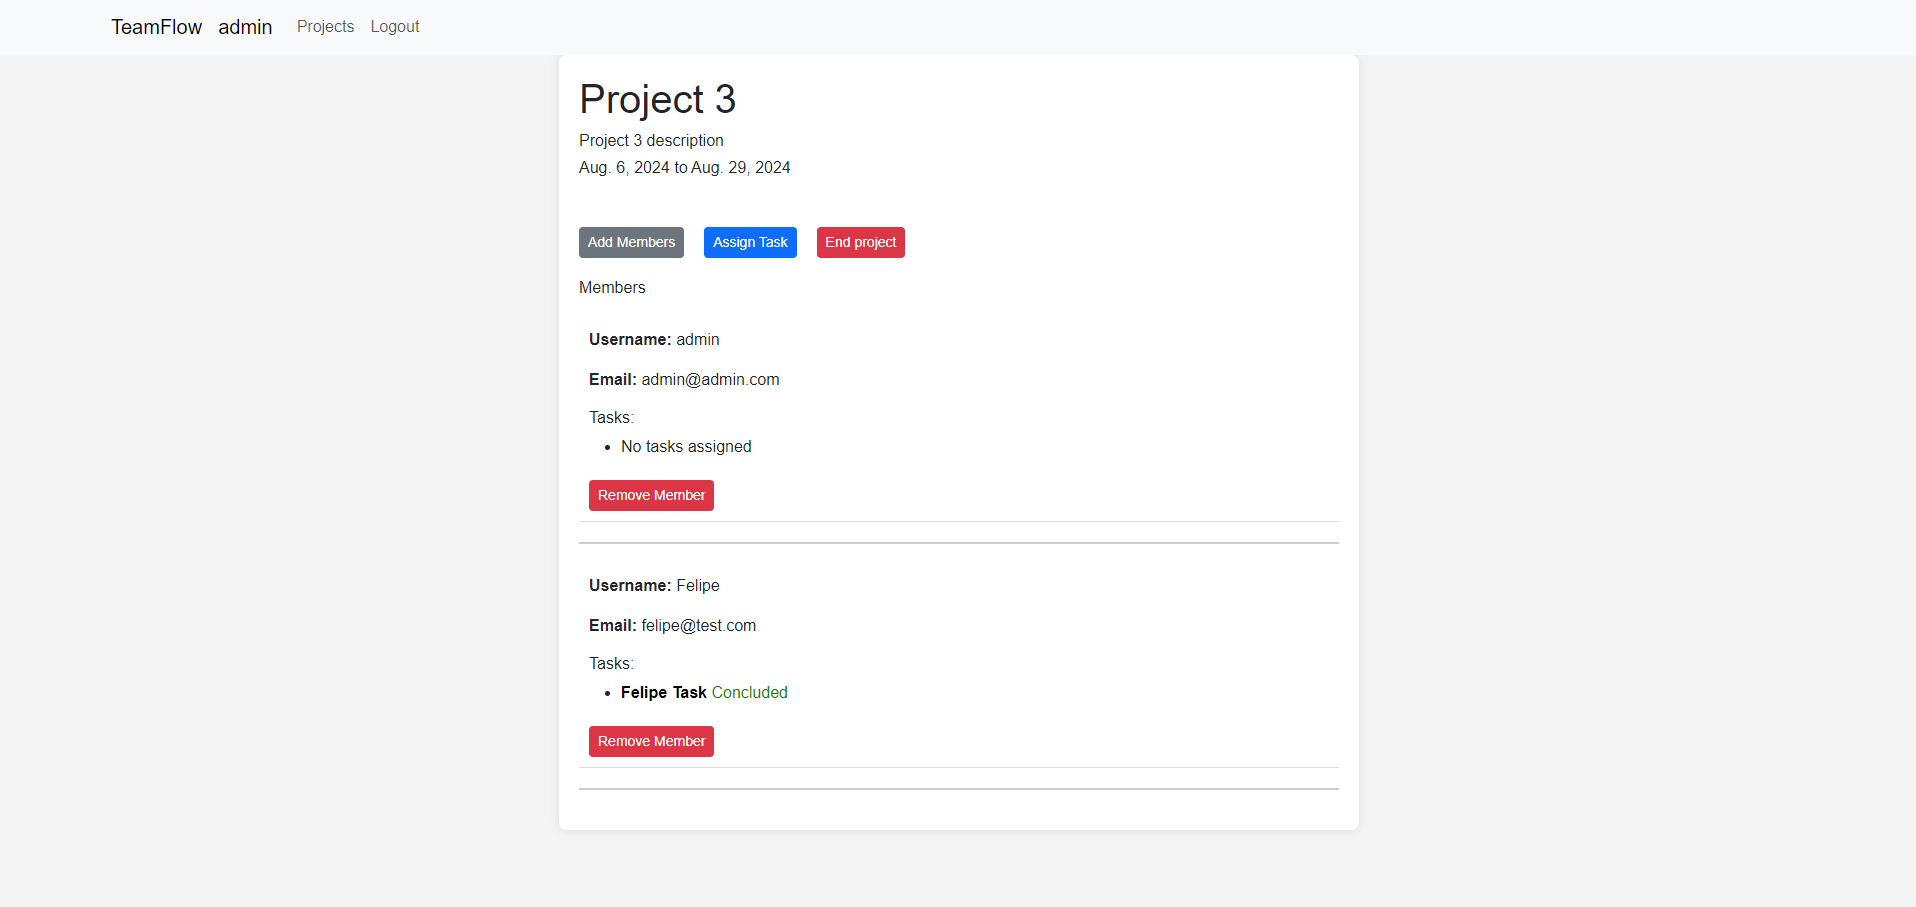 TeamFlow admin Projects Logout
Project 3
Project 3 description
Aug. 6, 2024 to Aug. 29, 2024
Add Members Assign Task End project
Members
Username: admin
Email: admin@admin.com
Tasks:
No tasks assigned
Remove Member
Username: Felipe
Email: felipe@test.com
Tasks:
Felipe Task Concluded
Remove Member